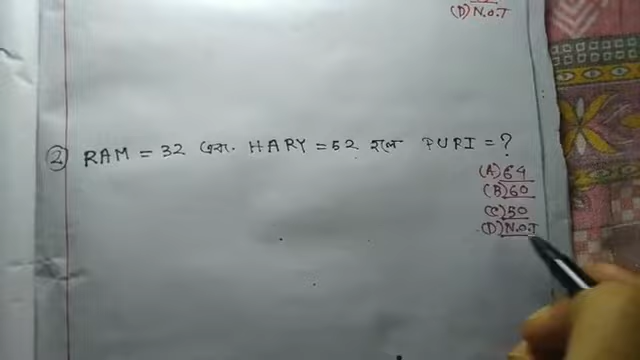 (D) N.O.T
② RAM = 32 এবং HARY = 52 হলে PURI = ?
(A) 64
(B) 60
(C) 50
(D) N.O.T